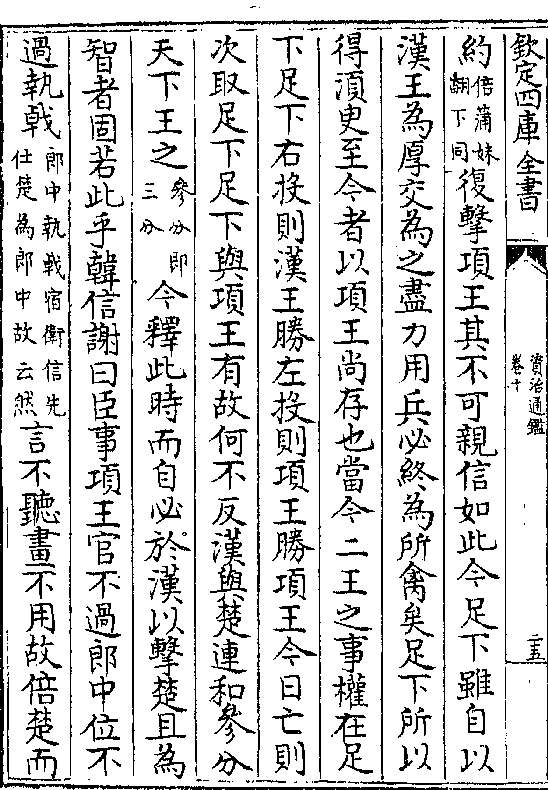 欽定四庫全書
資治通鑑
卷十
二五
約倍蒲妹翻下同復擊項王其不可親信如此今足下雖自以
漢王為厚交為之盡力用兵必終為所禽矣足下所以
得湏臾至今者以項王尚存也當今二王之事權在足
下足下右投則漢王勝左投則項王勝項王今日亡則
次取足下足下與項王有故何不反漢與楚連和參分
天下王之參分即三分今釋此時而自必於漢以擊楚且為
智者固若此乎韓信謝曰臣事項王官不過郎中位不
過執戟郎中執戟宿衛信先仕楚為郎中故云然言不聽畫不用故倍楚而